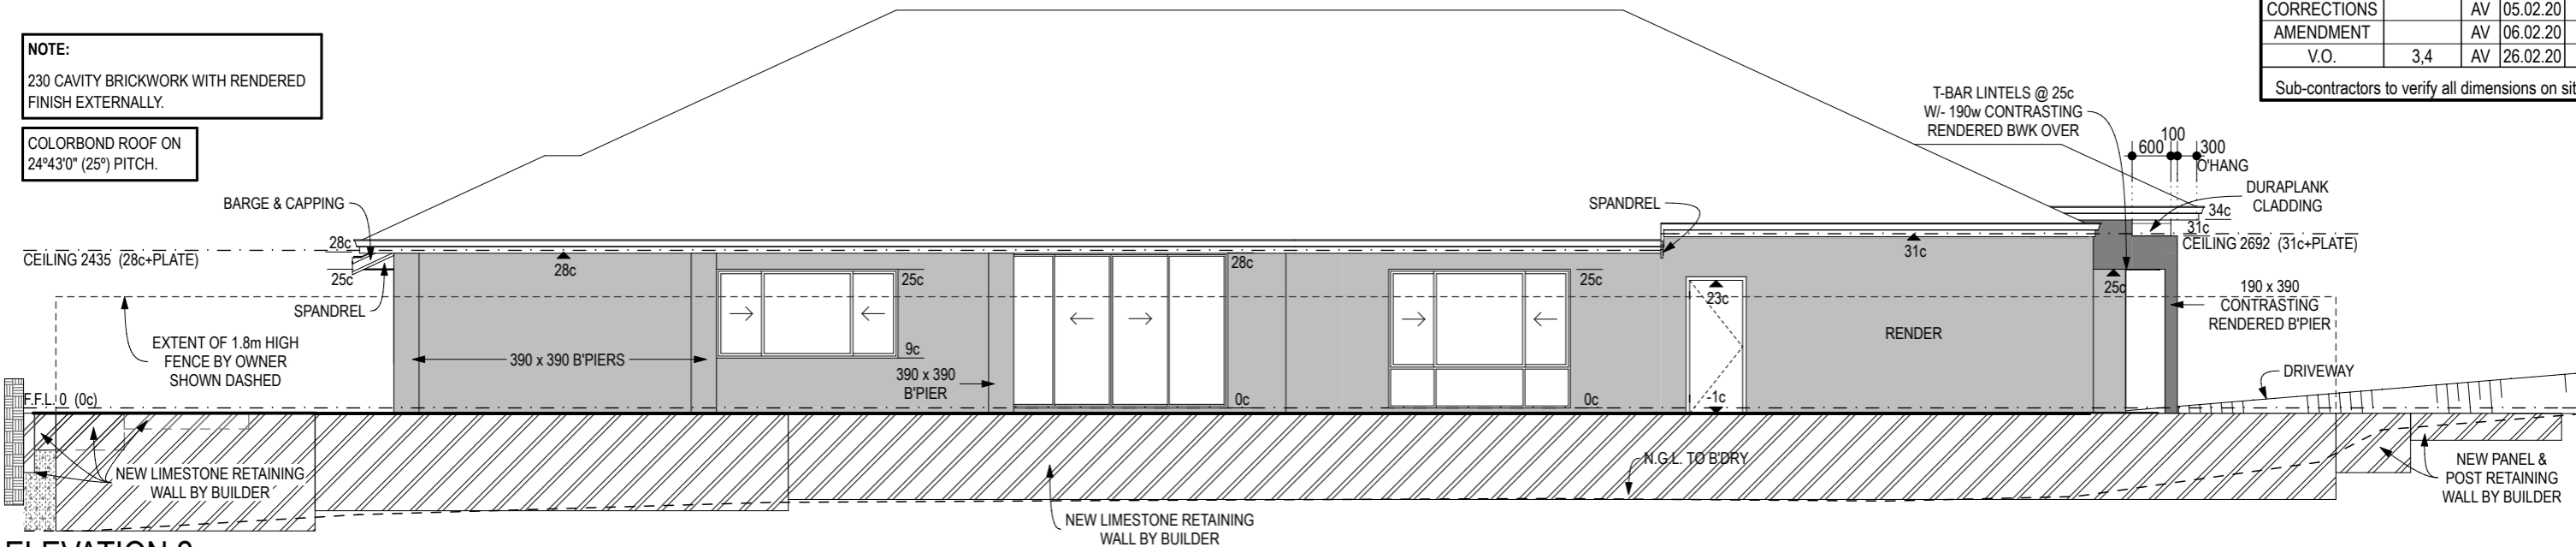 CORRECTIONS AV 05.02.20
AMENDMENT AV 06.02.20
V.O. 3,4 AV 26.02.20
Sub-contractors to verify all dimensions on sit
NOTE:
230 CAVITY BRICKWORK WITH RENDERED
FINISH EXTERNALLY.
COLORBOND ROOF ON
24°43'0" (25°) PITCH.
T-BAR LINTELS @ 25c
W/- 190w CONTRASTING
RENDERED BWK OVER
600 100 300
O'HANG
DURAPLANK
CLADDING
BARGE & CAPPING
SPANDREL
34c
31c
28c
CEILING 2435 (28c+PLATE)
25c
SPANDREL
28c
28c
31c
CEILING 2692 (31c+PLATE)
25c
25c
25c
23c
190 x 390
CONTRASTING
RENDERED B'PIER
EXTENT OF 1.8m HIGH
FENCE BY OWNER
SHOWN DASHED
390 x 390 B'PIERS
9c
390 x 390
B'PIER
RENDER
DRIVEWAY
F.F.L. 0 (0c)
0c
0c
-1c
NEW LIMESTONE RETAINING
WALL BY BUILDER
N.G.L. TO B'DRY
NEW PANEL &
POST RETAINING
WALL BY BUILDER
NEW LIMESTONE RETAINING
WALL BY BUILDER